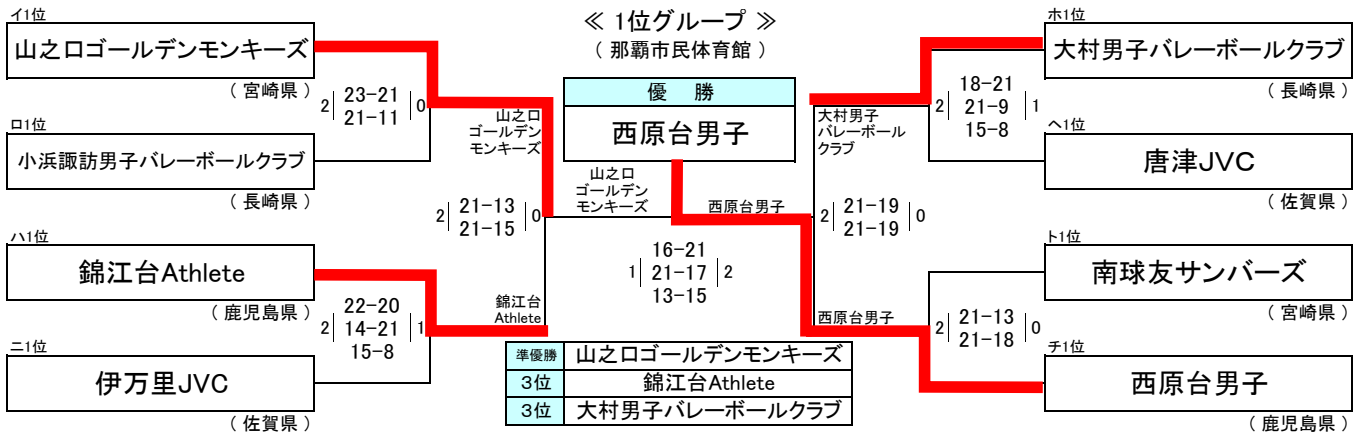 ≪ 1位グループ ≫
（ 那覇市民体育館 ）
イ1位
山之口ゴールデンモンキーズ
（ 宮崎県 ）
2 23-21 0
21-11
ロ1位
小浜諏訪男子バレーボールクラブ
（ 長崎県 ）
山之口
ゴールデン
モンキーズ
2 21-13 0
21-15
ハ1位
錦江台Athlete
（ 鹿児島県 ）
22-20
2 14-21 1
15-8
ニ1位
伊万里JVC
（ 佐賀県 ）
錦江台
Athlete
優 勝
西原台男子
山之口
ゴールデン
モンキーズ
西原台男子
16-21
1 21-17 2
13-15
準優勝 山之口ゴールデンモンキーズ
3位 錦江台Athlete
3位 大村男子バレーボールクラブ
大村男子
バレーボール
クラブ
2 21-19 0
21-19
西原台男子
ホ1位
大村男子バレーボールクラブ
（ 長崎県 ）
18-21
2 21-9 1
15-8
ヘ1位
唐津JVC
（ 佐賀県 ）
ト1位
南球友サンバーズ
（ 宮崎県 ）
2 21-13 0
21-18
チ1位
西原台男子
（ 鹿児島県 ）